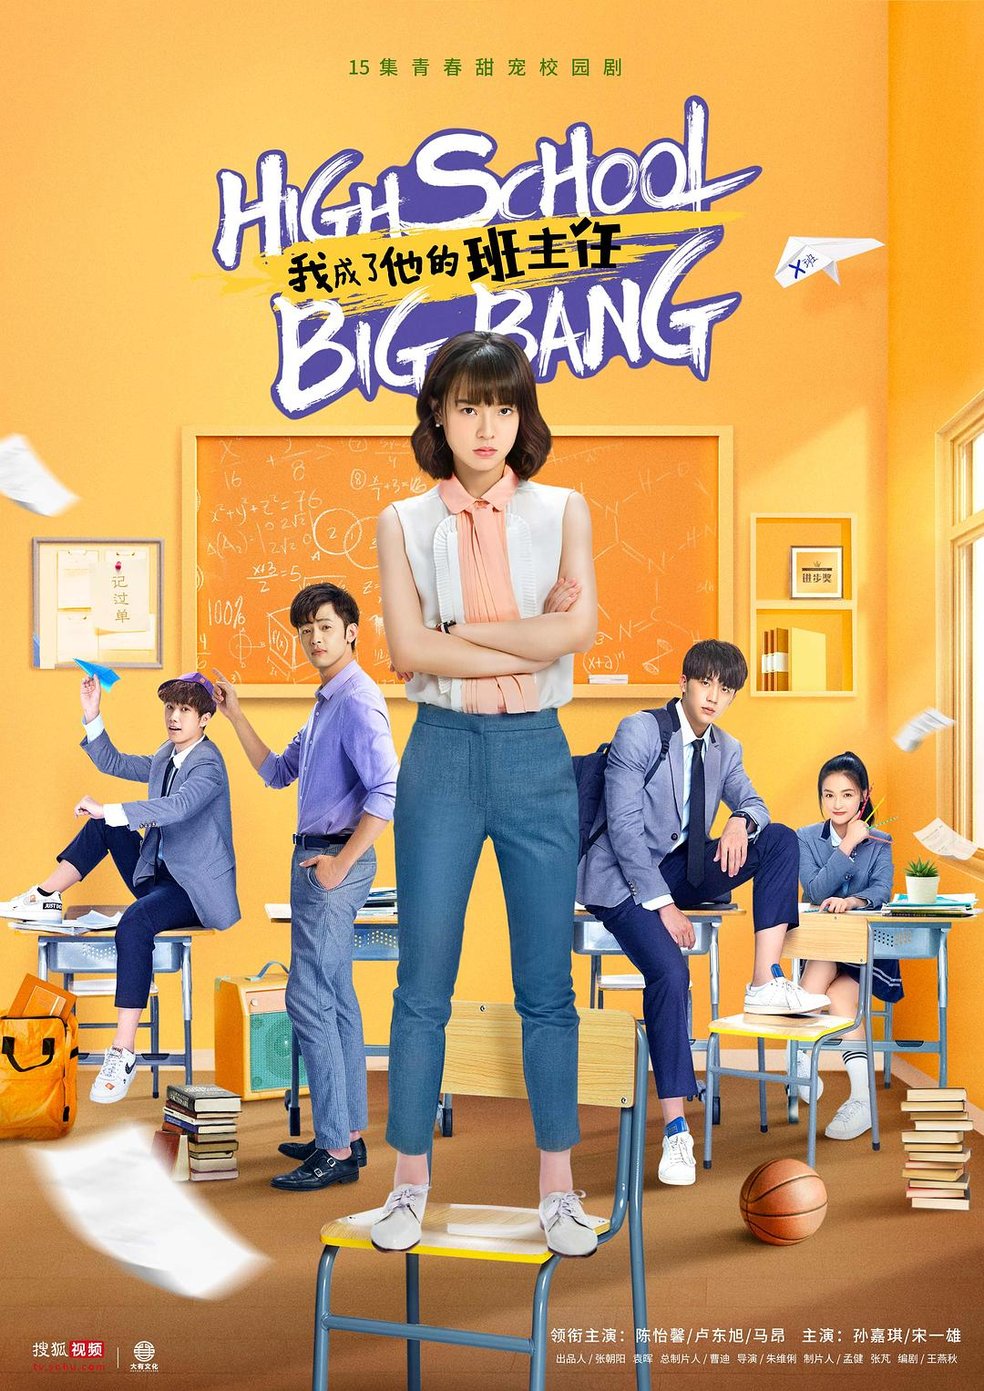 15集青春甜宠校园剧
HIGH SCHOOL
我成了他的班主任
BIG BANG
X班
记过单
进步奖
100%
搜狐视频
tv.sohu.com
大有文化
领衔主演：陈怡馨/卢东旭/马昂 主演：孙嘉琪/宋一雄
出品人/张朝阳 袁晖 总制片人/曹迪 导演/朱维俐 制片人/孟健 张芃 编剧/王燕秋